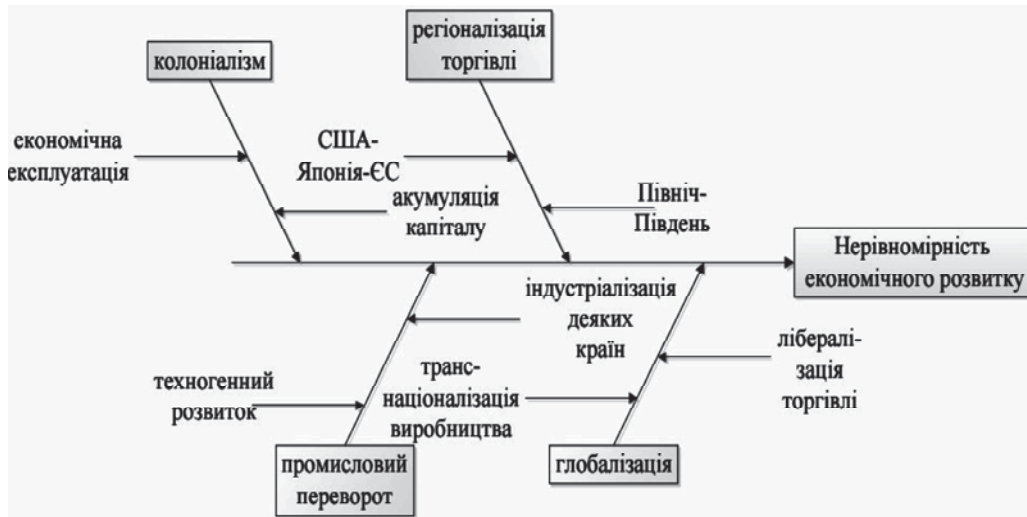 колоніалізм
регіоналізація
торгівлі
економічна
експлуатація
США-
Японія-ЄС
акумуляція
капіталу
Північ-
Південь
Нерівномірність
економічного розвитку
індустріалізація
деяких
країн
лібералі-
зація
торгівлі
техногенний
розвиток
транс-
націоналізація
виробництва
промисловий
переворот
глобалізація